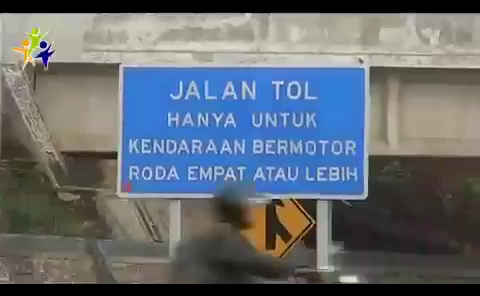 JALAN TOL
HANYA UNTUK
KENDARAAN BERMOTOR
RODA EMPAT ATAU LEBIH